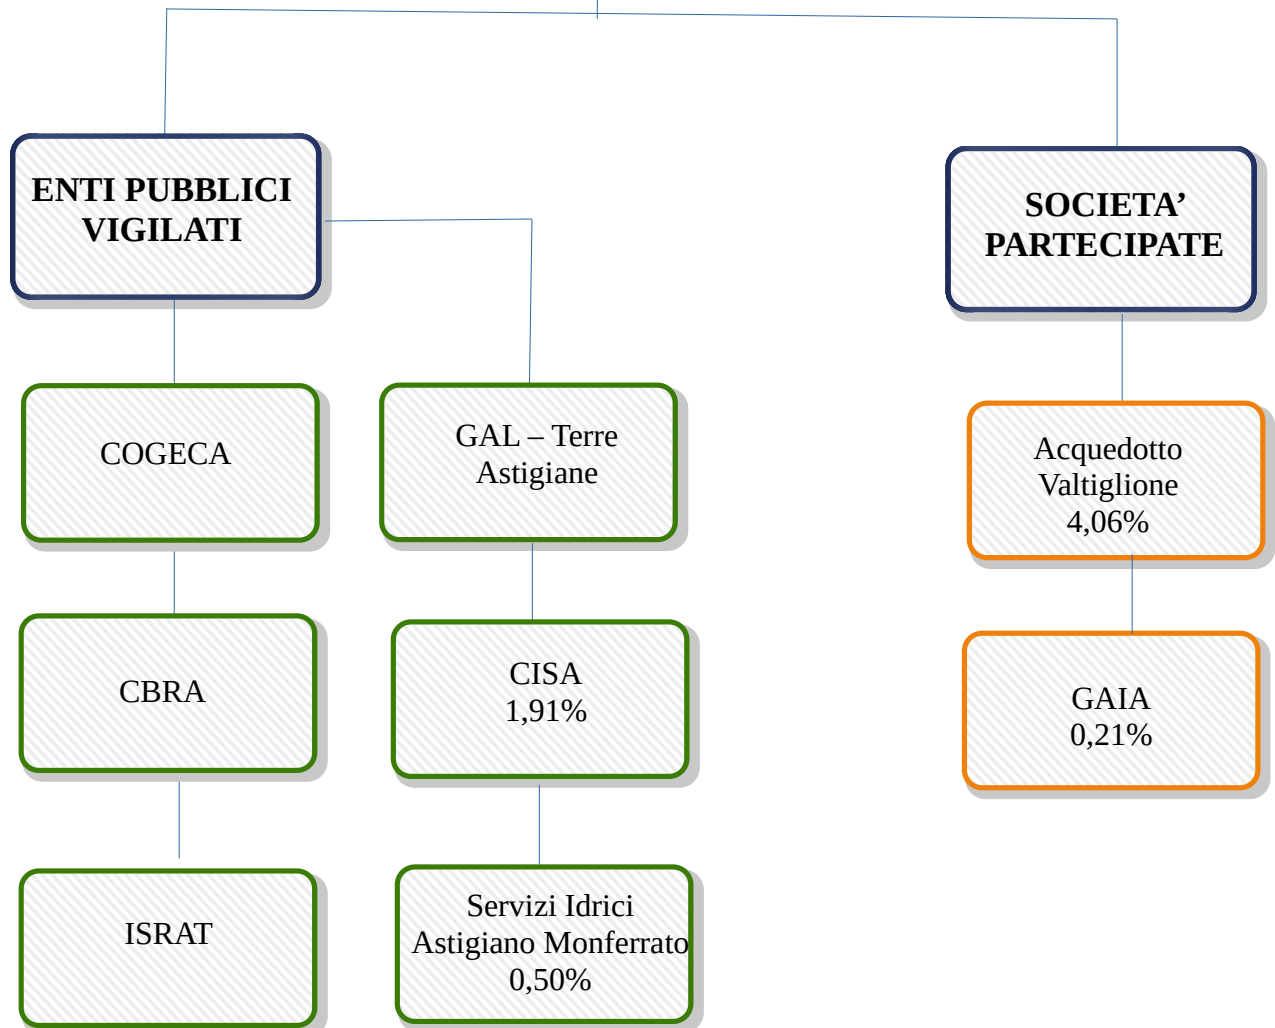 ENTI PUBBLICI
VIGILATI
SOCIETA’
PARTECIPATE
COGECA
GAL – Terre
Astigiane
Acquedotto
Valtiglione
4,06%
CBRA
CISA
1,91%
GAIA
0,21%
ISRAT
Servizi Idrici
Astigiano Monferrato
0,50%